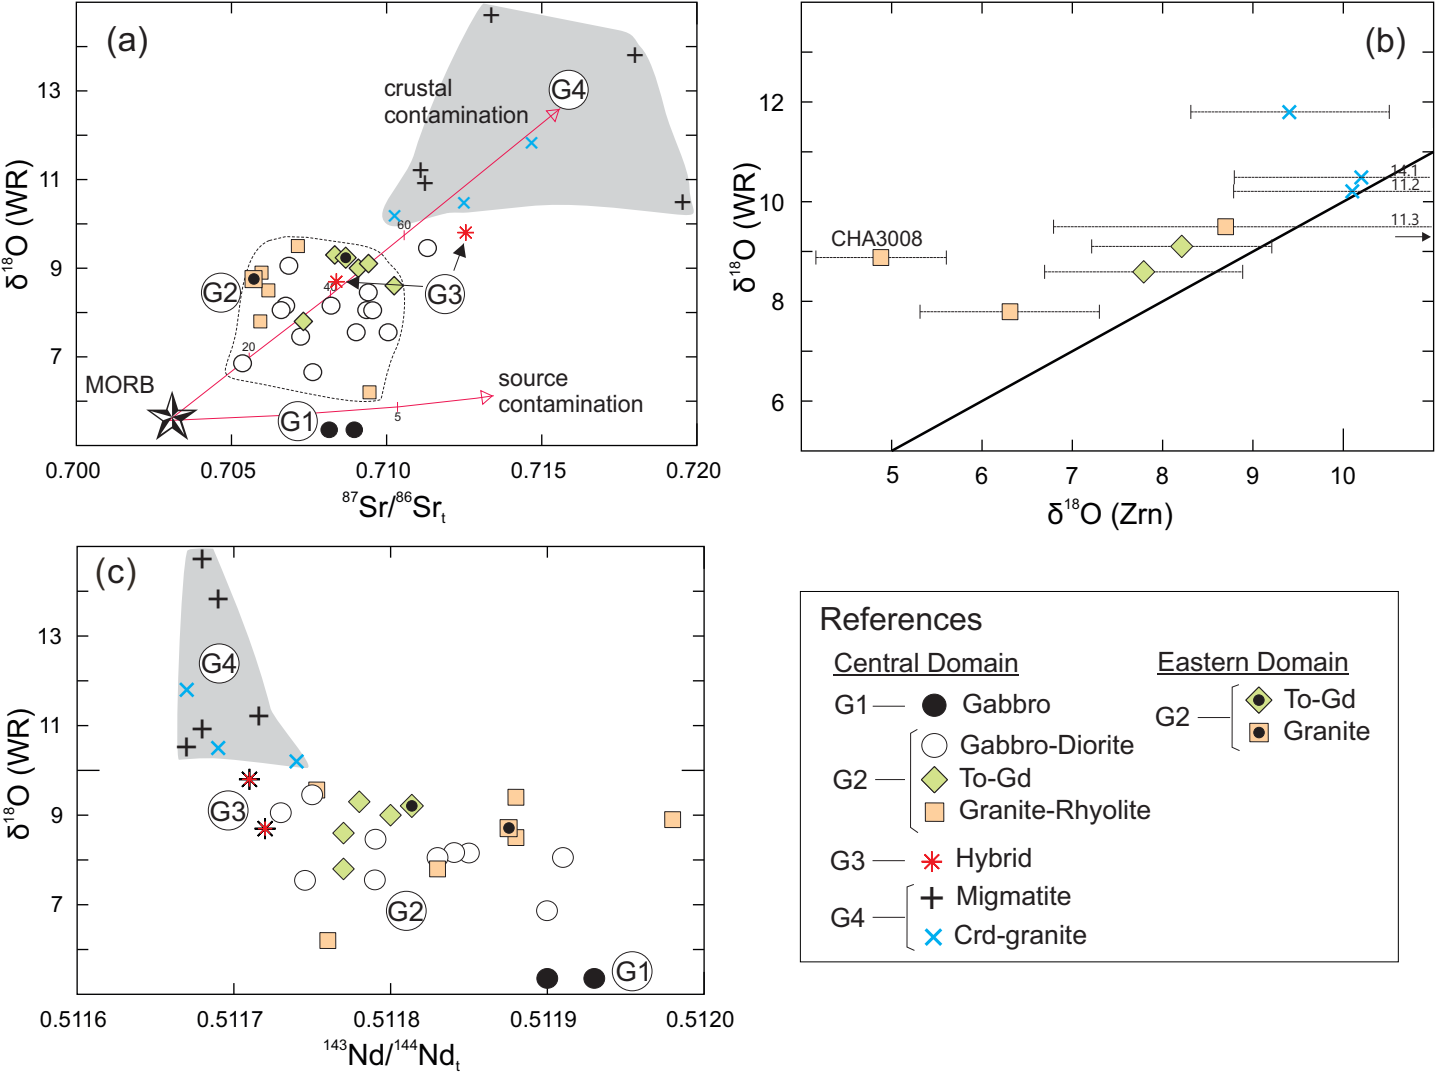 (a)
13
11
9
7
δ18O (WR)
0.700
0.705
0.710
0.715
0.720
87Sr/86Srt
crustal
contamination
G4
60
40
20
G2
G3
MORB
G1
5
source
contamination
(b)
12
10
8
6
δ18O (WR)
5
6
7
8
9
10
δ18O (Zrn)
CHA3008
14.1
11.2
11.3
(c)
13
11
9
7
δ18O (WR)
0.5116
0.5117
0.5118
0.5119
0.5120
143Nd/144Ndt
G4
G3
G2
G1
References
Central Domain
G1 Gabbro
Gabbro-Diorite
G2 To-Gd
Granite-Rhyolite
G3 Hybrid
Migmatite
G4
Crd-granite
Eastern Domain
To-Gd
G2
Granite